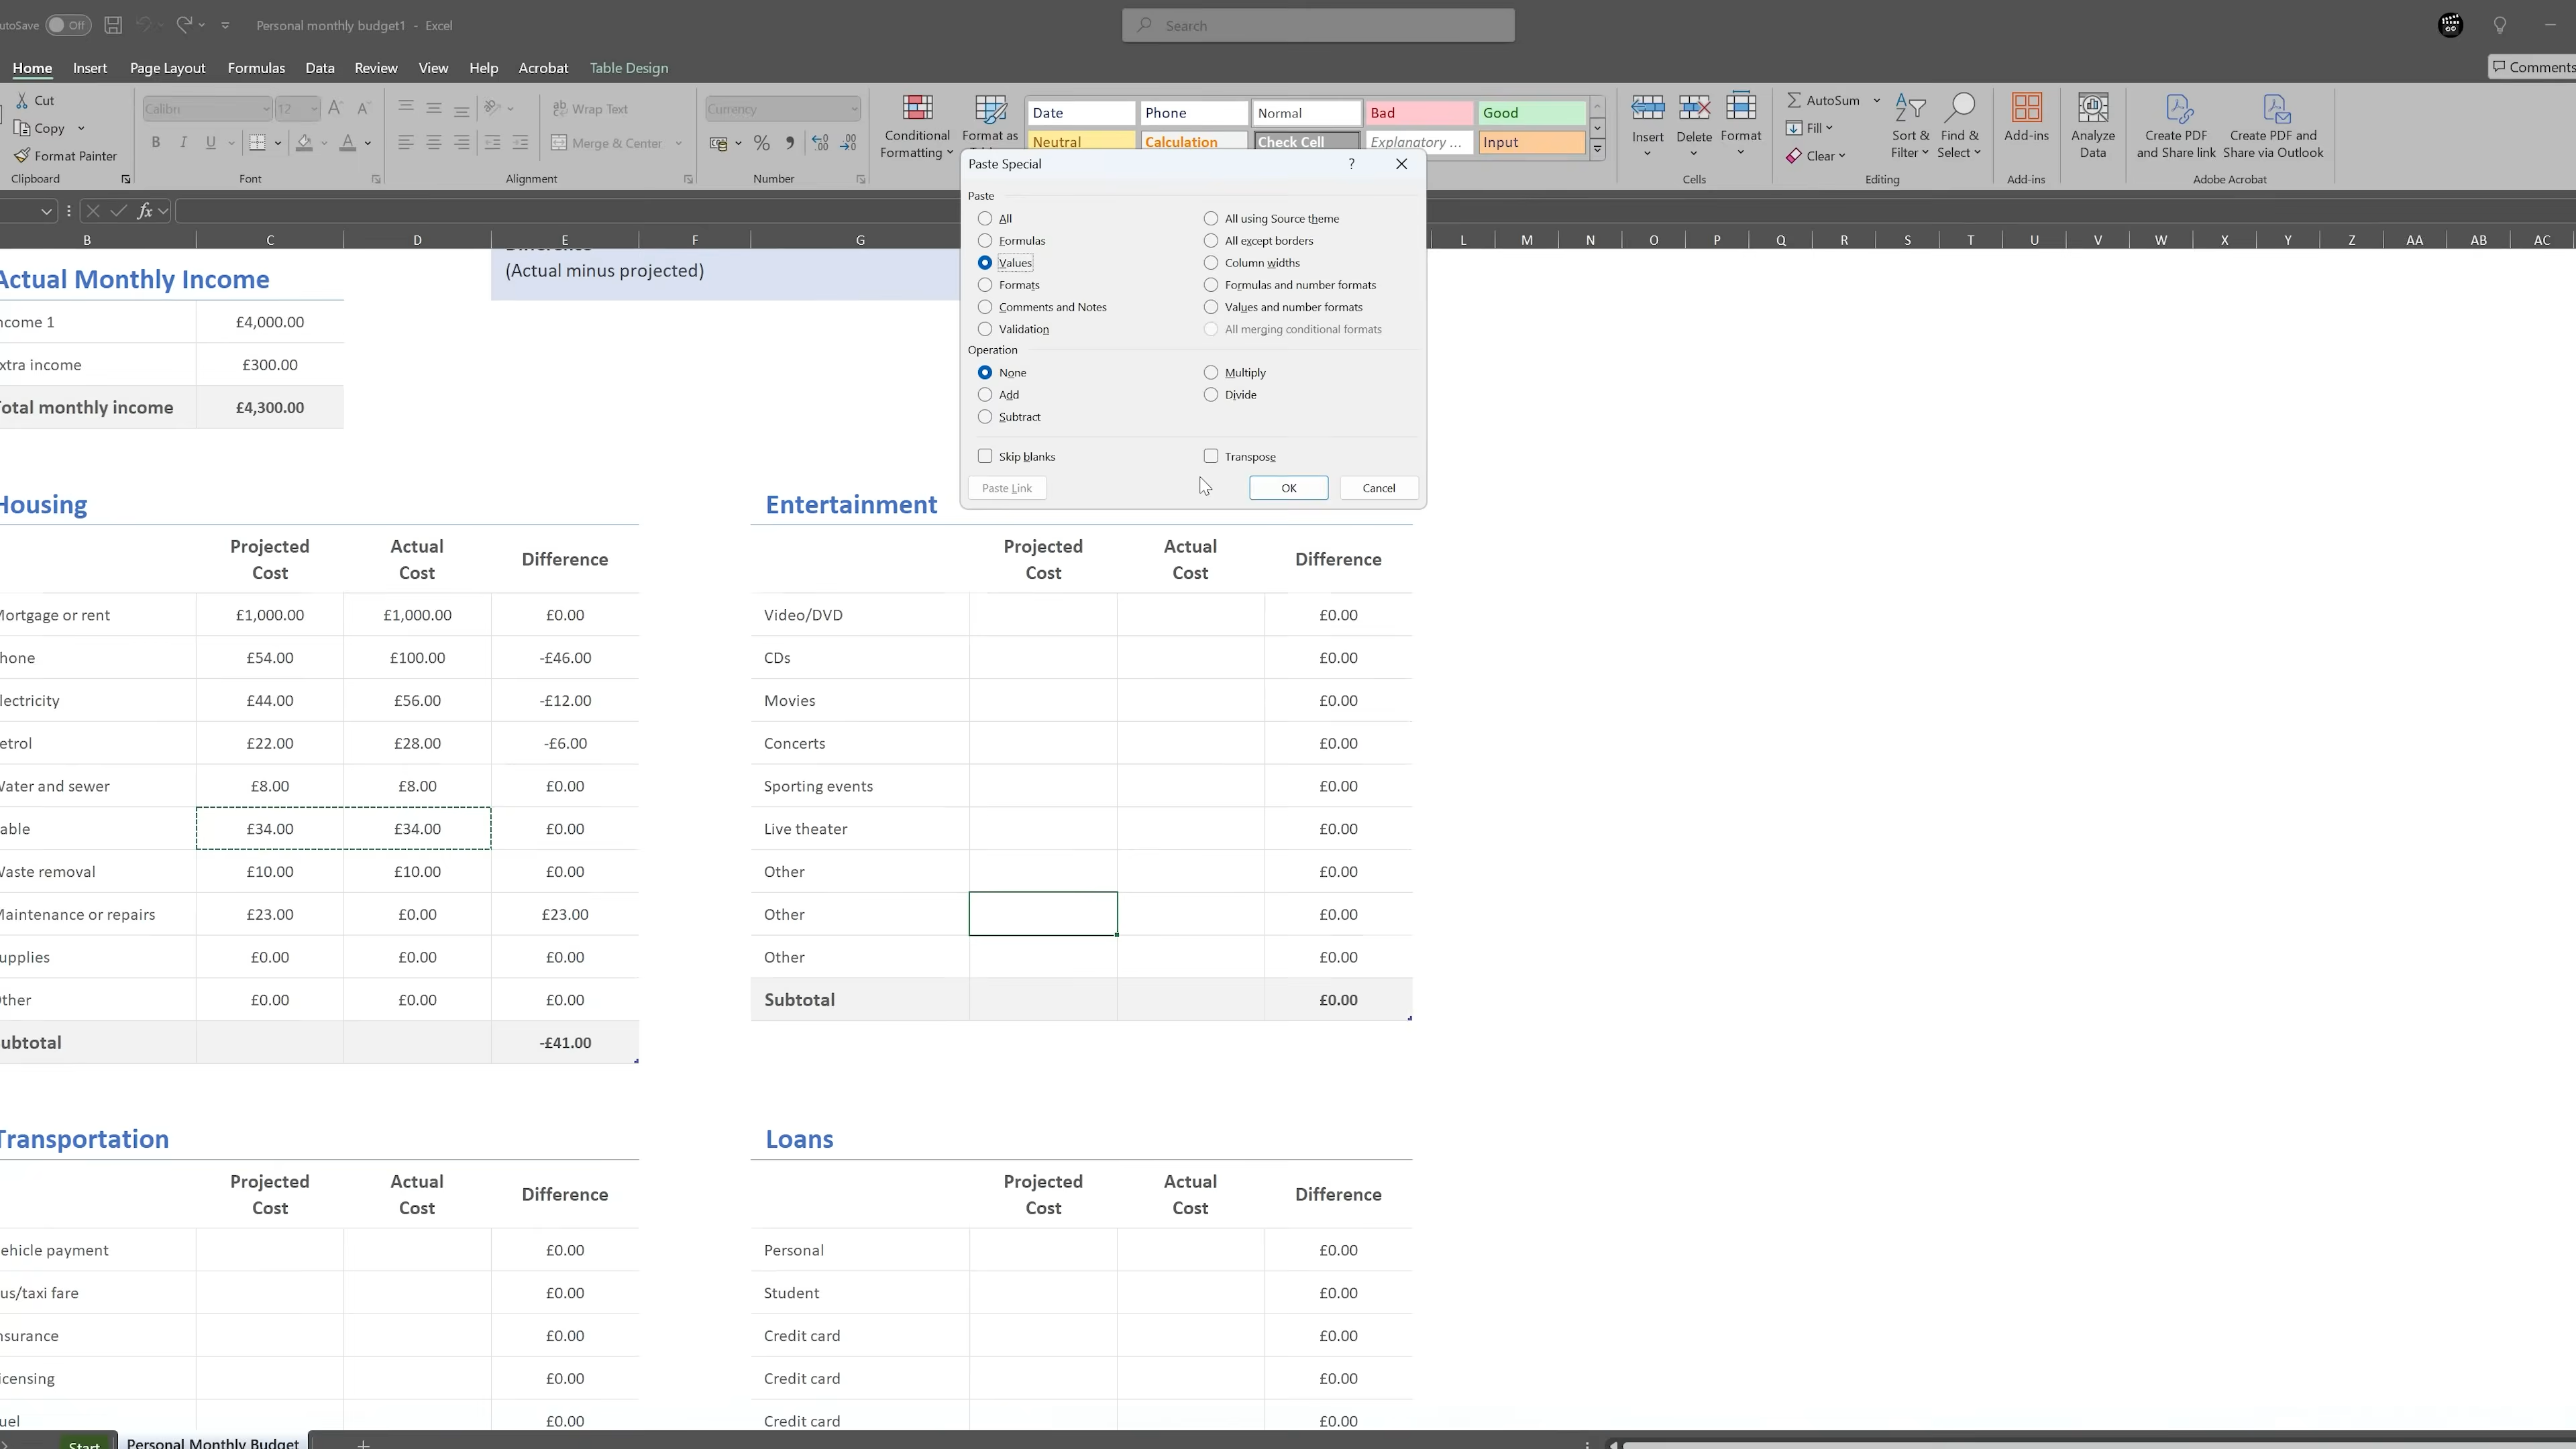 utoSave Off Personal monthly budget1 - Excel Search
Home Insert Page Layout Formulas Data Review View Help Acrobat Table Design Comments
Cut
Copy
Format Painter
Clipboard
Calibri 12
B I U
Font
Wrap Text
Merge & Center
Alignment
Currency
%
Number
Conditional
Formatting
Format as
Date Phone Normal Bad Good
Neutral Calculation Check Cell Explanatory ... Input
Insert Delete Format
Cells
AutoSum
Fill
Clear
Sort &
Filter
Find &
Select
Editing
Add-ins
Add-ins
Analyze
Data
Create PDF
and Share link
Create PDF and
Share via Outlook
Adobe Acrobat
fx
B C D E F G L M N O P Q R S T U V W X Y Z AA AB AC
Paste Special ?
Paste
All All using Source theme
Formulas All except borders
Values Column widths
Formats Formulas and number formats
Comments and Notes Values and number formats
Validation All merging conditional formats
Operation
None Multiply
Add Divide
Subtract
Skip blanks Transpose
Paste Link OK Cancel
Difference
(Actual minus projected)
Actual Monthly Income
ncome 1 £4,000.00
xtra income £300.00
otal monthly income £4,300.00
Housing
Projected
Cost
Actual
Cost
Difference
Mortgage or rent £1,000.00 £1,000.00 £0.00
hone £54.00 £100.00 -£46.00
lectricity £44.00 £56.00 -£12.00
etrol £22.00 £28.00 -£6.00
Water and sewer £8.00 £8.00 £0.00
able £34.00 £34.00 £0.00
Waste removal £10.00 £10.00 £0.00
Maintenance or repairs £23.00 £0.00 £23.00
upplies £0.00 £0.00 £0.00
ther £0.00 £0.00 £0.00
ubtotal -£41.00
Entertainment
Projected
Cost
Actual
Cost
Difference
Video/DVD £0.00
CDs £0.00
Movies £0.00
Concerts £0.00
Sporting events £0.00
Live theater £0.00
Other £0.00
Other £0.00
Other £0.00
Subtotal £0.00
Transportation
Projected
Cost
Actual
Cost
Difference
ehicle payment £0.00
us/taxi fare £0.00
nsurance £0.00
icensing £0.00
uel £0.00
Loans
Projected
Cost
Actual
Cost
Difference
Personal £0.00
Student £0.00
Credit card £0.00
Credit card £0.00
Credit card £0.00
Start Personal Monthly Budget